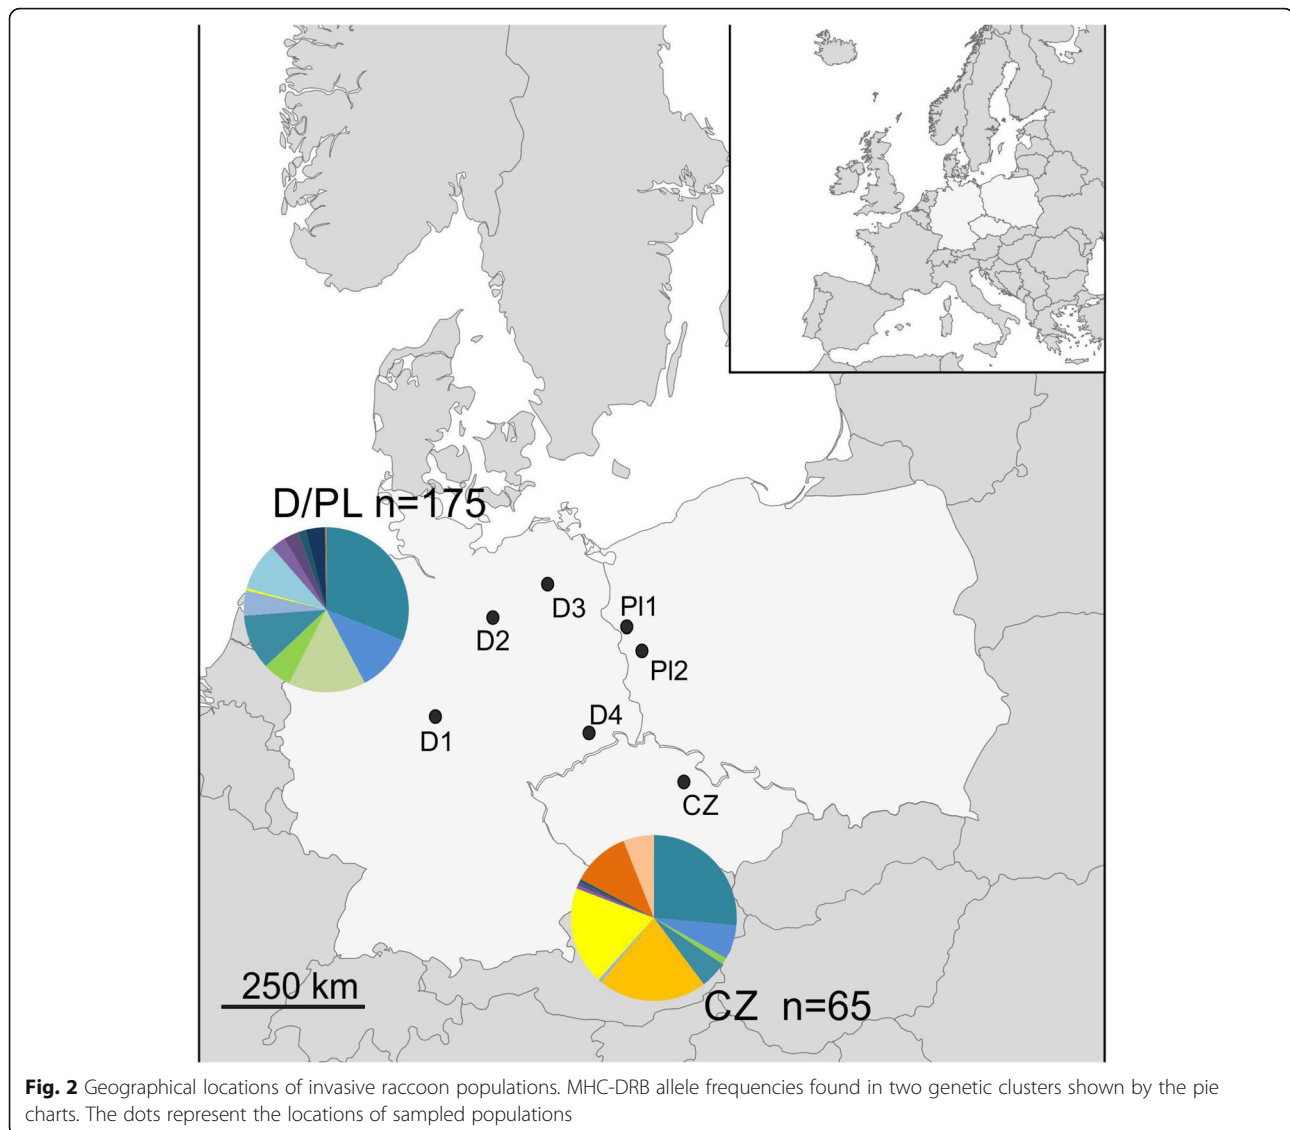 D/PL n=175
D3
D2
Pl1
Pl2
D4
D1
CZ
250 km
CZ n=65
Fig. 2 Geographical locations of invasive raccoon populations. MHC-DRB allele frequencies found in two genetic clusters shown by the pie
charts. The dots represent the locations of sampled populations